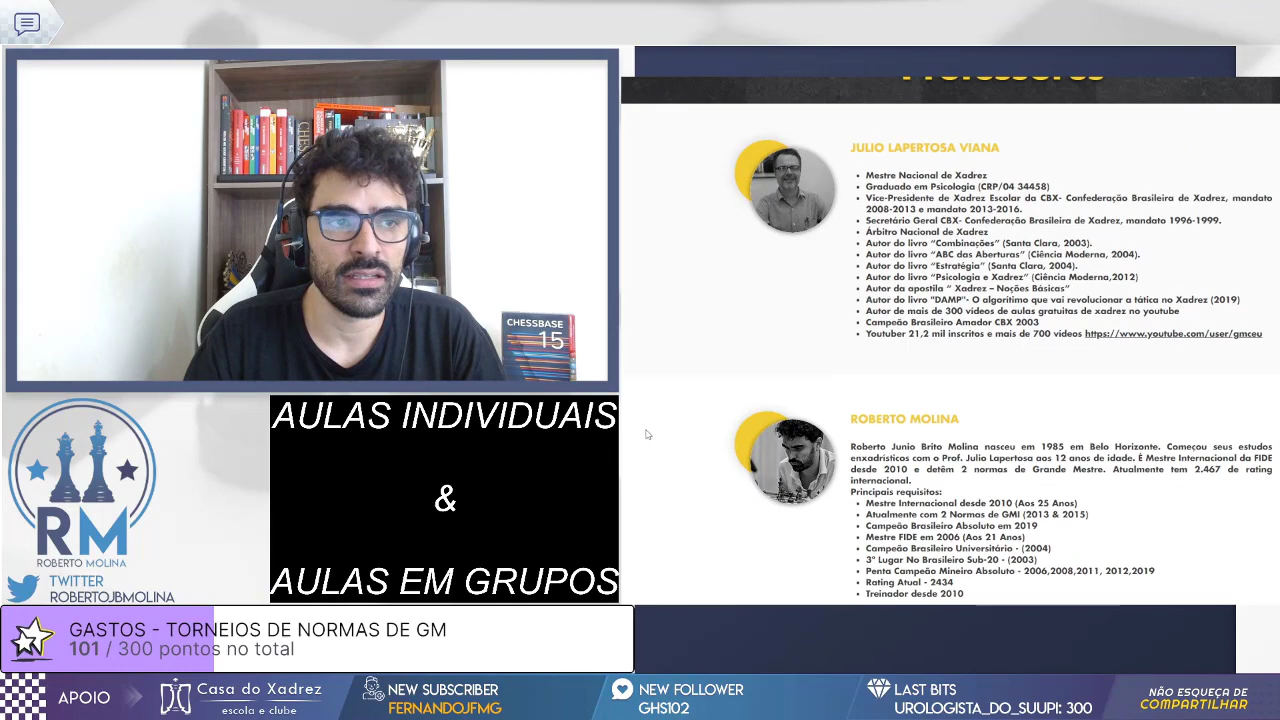 Professores
CHESSBASE
15
JULIO LAPERTOSA VIANA
Mestre Nacional de Xadrez
Graduado em Psicologia (CRP/04 34458)
Vice-Presidente de Xadrez Escolar da CBX- Confederação Brasileira de Xadrez, mandato
2008-2013 e mandato 2013-2016.
Secretário Geral CBX- Confederação Brasileira de Xadrez, mandato 1996-1999.
Árbitro Nacional de Xadrez
Autor do livro “Combinações” (Santa Clara, 2003).
Autor do livro “ABC das Aberturas” (Ciência Moderna, 2004).
Autor do livro “Estratégia” (Santa Clara, 2004).
Autor do livro “Psicologia e Xadrez” (Ciência Moderna,2012)
Autor da apostila “ Xadrez – Noções Básicas”
Autor do livro "DAMP"- O algorítimo que vai revolucionar a tática no Xadrez (2019)
Autor de mais de 300 vídeos de aulas gratuitas de xadrez no youtube
Campeão Brasileiro Amador CBX 2003
Youtuber 21,2 mil inscritos e mais de 700 vídeos https://www.youtube.com/user/gmceu
ROBERTO MOLINA
Roberto Junio Brito Molina nasceu em 1985 em Belo Horizonte. Começou seus estudos
enxadrísticos com o Prof. Julio Lapertosa aos 12 anos de idade. É Mestre Internacional da FIDE
desde 2010 e detêm 2 normas de Grande Mestre. Atualmente tem 2.467 de rating
internacional.
Principais requisitos:
Mestre Internacional desde 2010 (Aos 25 Anos)
Atualmente com 2 Normas de GMI (2013 & 2015)
Campeão Brasileiro Absoluto em 2019
Mestre FIDE em 2006 (Aos 21 Anos)
Campeão Brasileiro Universitário - (2004)
3º Lugar No Brasileiro Sub-20 - (2003)
Penta Campeão Mineiro Absoluto - 2006,2008,2011, 2012,2019
Rating Atual - 2434
Treinador desde 2010
AULAS INDIVIDUAIS
&
AULAS EM GRUPOS
RM
ROBERTO MOLINA
TWITTER
ROBERTOJBMOLINA
GASTOS - TORNEIOS DE NORMAS DE GM
101 / 300 pontos no total
APOIO
Casa do Xadrez
escola e clube
NEW SUBSCRIBER
FERNANDOJFMG
NEW FOLLOWER
GHS102
LAST BITS
UROLOGISTA_DO_SUUPI: 300
NÃO ESQUEÇA DE
COMPARTILHAR